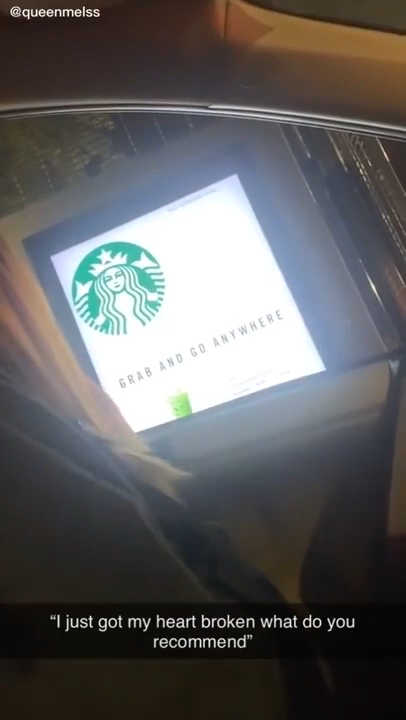 @queenmelss
GRAB AND GO ANYWHERE
“I just got my heart broken what do you
recommend”